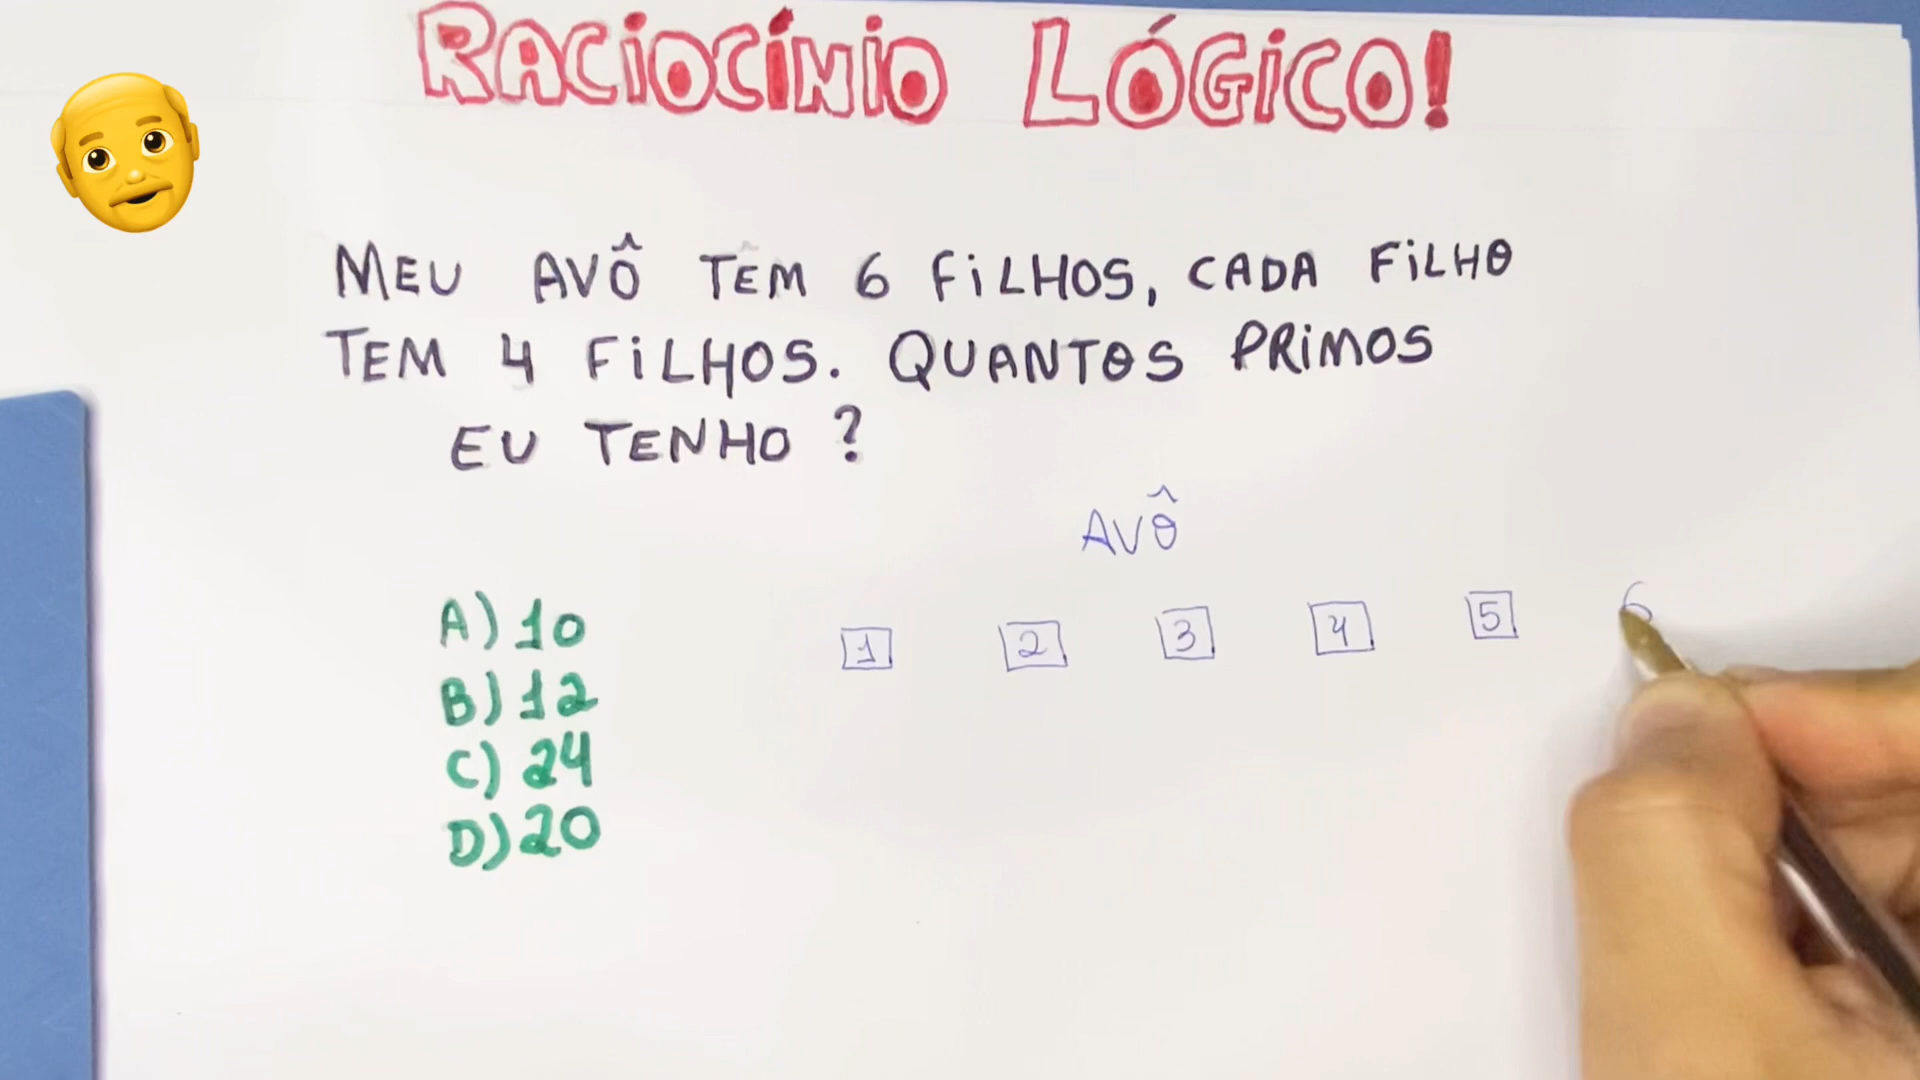 RACIOCÍNIO LÓGICO!
MEU AVÔ TEM 6 FILHOS, CADA FILHO
TEM 4 FILHOS. QUANTOS PRIMOS
EU TENHO ?
AVÔ
1 2 3 4 5 6
A) 10
B) 12
C) 24
D) 20